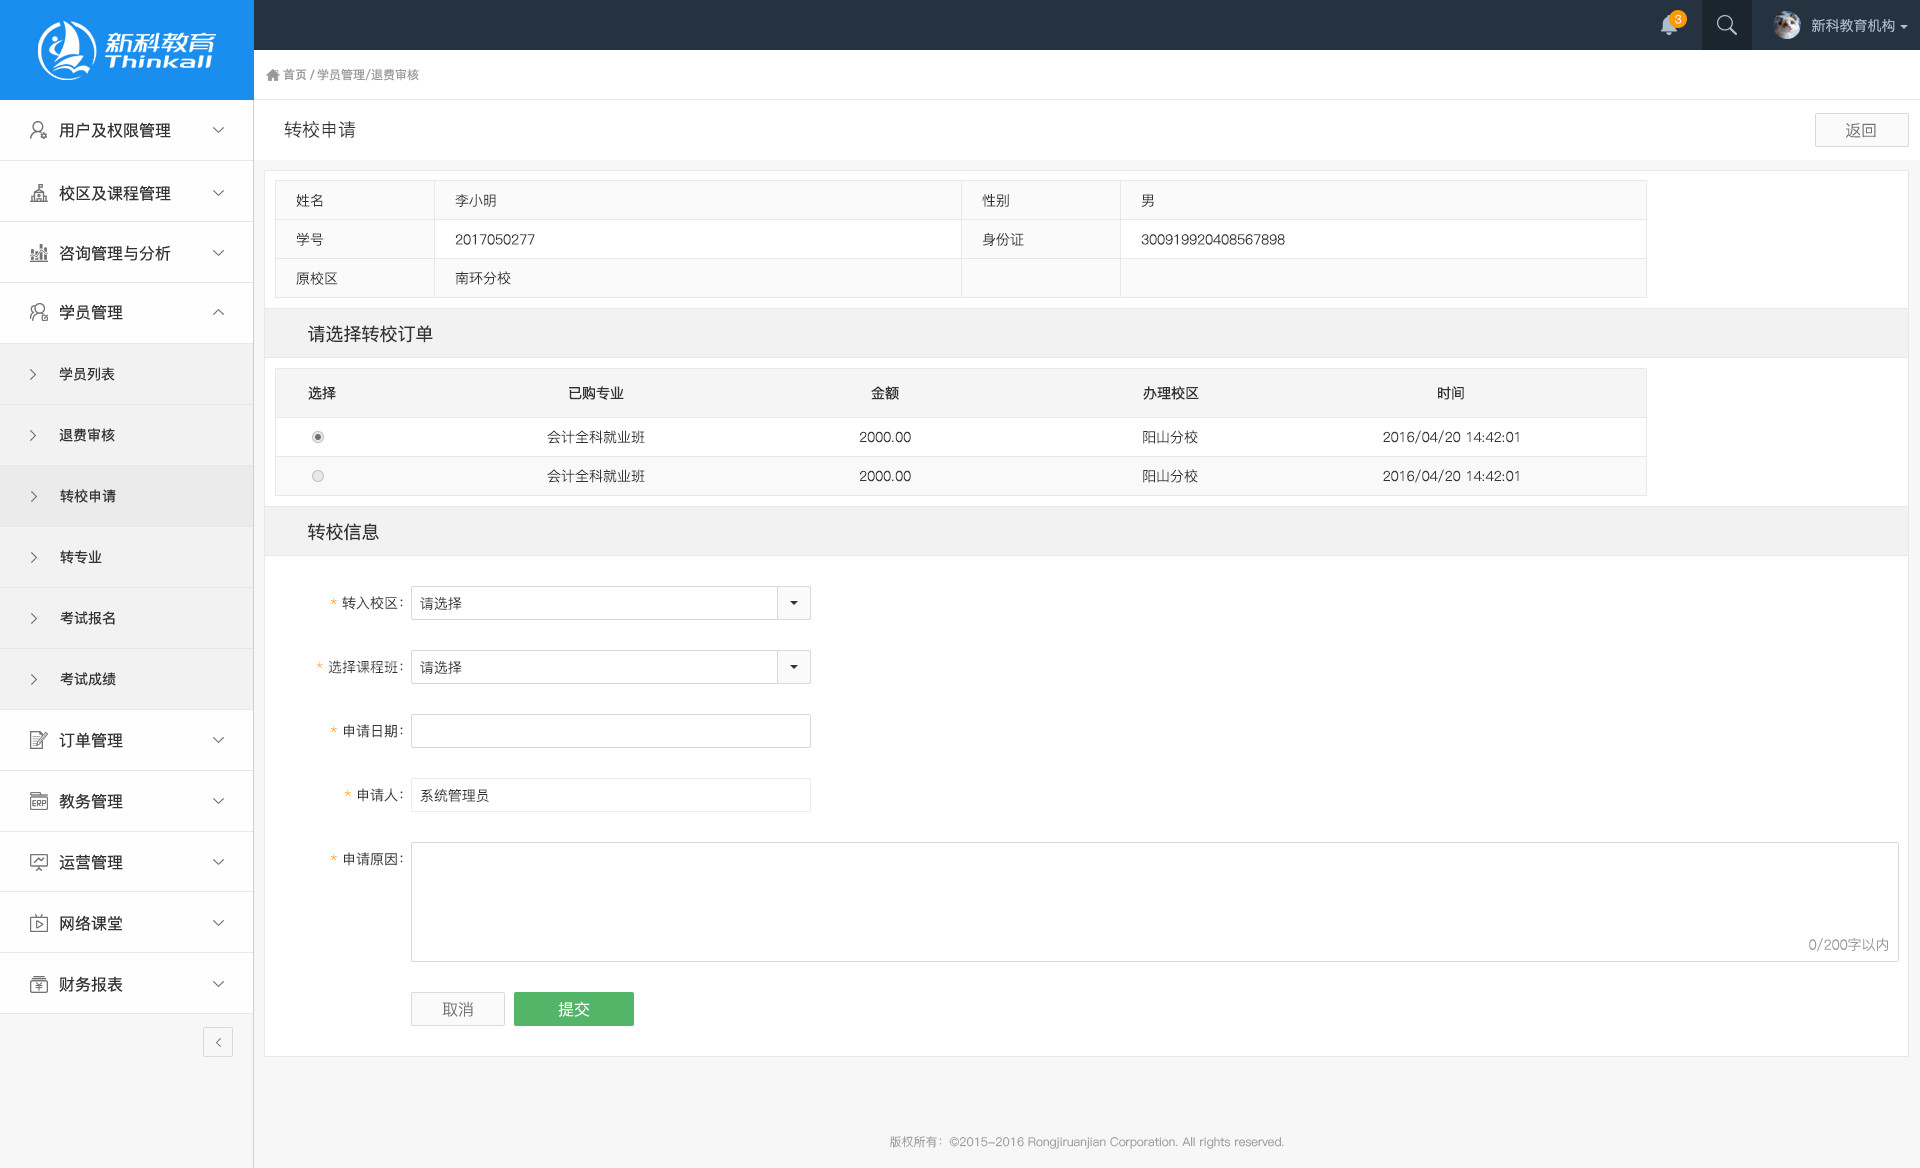 新科教育
Thinkall
3
新科教育机构
首页 / 学员管理/退费审核
用户及权限管理
校区及课程管理
咨询管理与分析
学员管理
学员列表
退费审核
转校申请
转专业
考试报名
考试成绩
订单管理
ERP 教务管理
运营管理
网络课堂
¥ 财务报表
转校申请
返回
姓名 李小明 性别 男
学号 2017050277 身份证 300919920408567898
原校区 南环分校
请选择转校订单
选择 已购专业 金额 办理校区 时间
会计全科就业班 2000.00 阳山分校 2016/04/20 14:42:01
会计全科就业班 2000.00 阳山分校 2016/04/20 14:42:01
转校信息
* 转入校区: 请选择
* 选择课程班: 请选择
* 申请日期:
* 申请人: 系统管理员
* 申请原因:
0/200字以内
取消 提交
版权所有: ©2015-2016 Rongjiruanjian Corporation. All rights reserved.